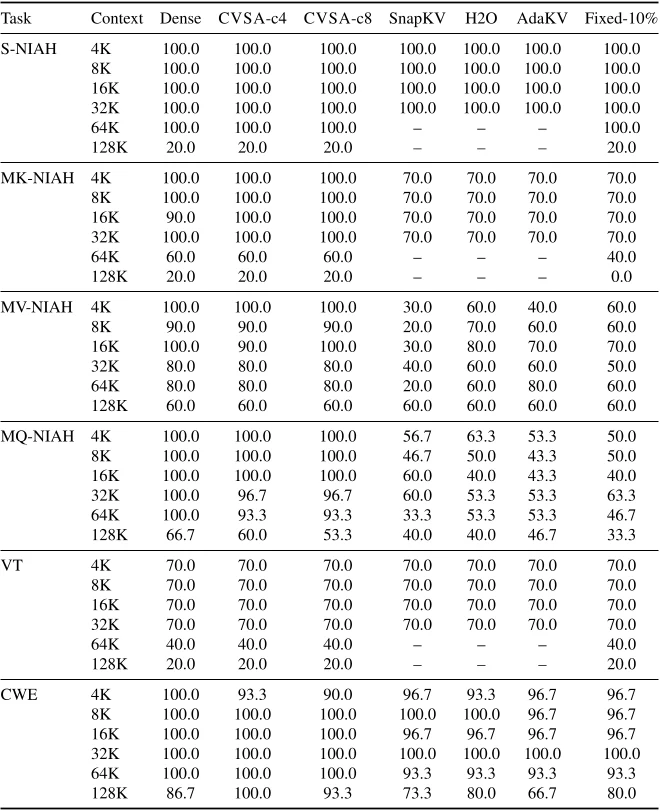 Task Context Dense CVSA-c4 CVSA-c8 SnapKV H2O AdaKV Fixed-10%
S-NIAH 4K 100.0 100.0 100.0 100.0 100.0 100.0 100.0
8K 100.0 100.0 100.0 100.0 100.0 100.0 100.0
16K 100.0 100.0 100.0 100.0 100.0 100.0 100.0
32K 100.0 100.0 100.0 100.0 100.0 100.0 100.0
64K 100.0 100.0 100.0 – – – 100.0
128K 20.0 20.0 20.0 – – – 20.0
MK-NIAH 4K 100.0 100.0 100.0 70.0 70.0 70.0 70.0
8K 100.0 100.0 100.0 70.0 70.0 70.0 70.0
16K 90.0 100.0 100.0 70.0 70.0 70.0 70.0
32K 100.0 100.0 100.0 70.0 70.0 70.0 70.0
64K 60.0 60.0 60.0 – – – 40.0
128K 20.0 20.0 20.0 – – – 0.0
MV-NIAH 4K 100.0 100.0 100.0 30.0 60.0 40.0 60.0
8K 90.0 90.0 90.0 20.0 70.0 60.0 60.0
16K 100.0 90.0 100.0 30.0 80.0 70.0 70.0
32K 80.0 80.0 80.0 40.0 60.0 60.0 50.0
64K 80.0 80.0 80.0 20.0 60.0 80.0 60.0
128K 60.0 60.0 60.0 60.0 60.0 60.0 60.0
MQ-NIAH 4K 100.0 100.0 100.0 56.7 63.3 53.3 50.0
8K 100.0 100.0 100.0 46.7 50.0 43.3 50.0
16K 100.0 100.0 100.0 60.0 40.0 43.3 40.0
32K 100.0 96.7 96.7 60.0 53.3 53.3 63.3
64K 100.0 93.3 93.3 33.3 53.3 53.3 46.7
128K 66.7 60.0 53.3 40.0 40.0 46.7 33.3
VT 4K 70.0 70.0 70.0 70.0 70.0 70.0 70.0
8K 70.0 70.0 70.0 70.0 70.0 70.0 70.0
16K 70.0 70.0 70.0 70.0 70.0 70.0 70.0
32K 70.0 70.0 70.0 70.0 70.0 70.0 70.0
64K 40.0 40.0 40.0 – – – 40.0
128K 20.0 20.0 20.0 – – – 20.0
CWE 4K 100.0 93.3 90.0 96.7 93.3 96.7 96.7
8K 100.0 100.0 100.0 100.0 100.0 96.7 96.7
16K 100.0 100.0 100.0 96.7 96.7 96.7 96.7
32K 100.0 100.0 100.0 100.0 100.0 100.0 100.0
64K 100.0 100.0 100.0 93.3 93.3 93.3 93.3
128K 86.7 100.0 93.3 73.3 80.0 66.7 80.0